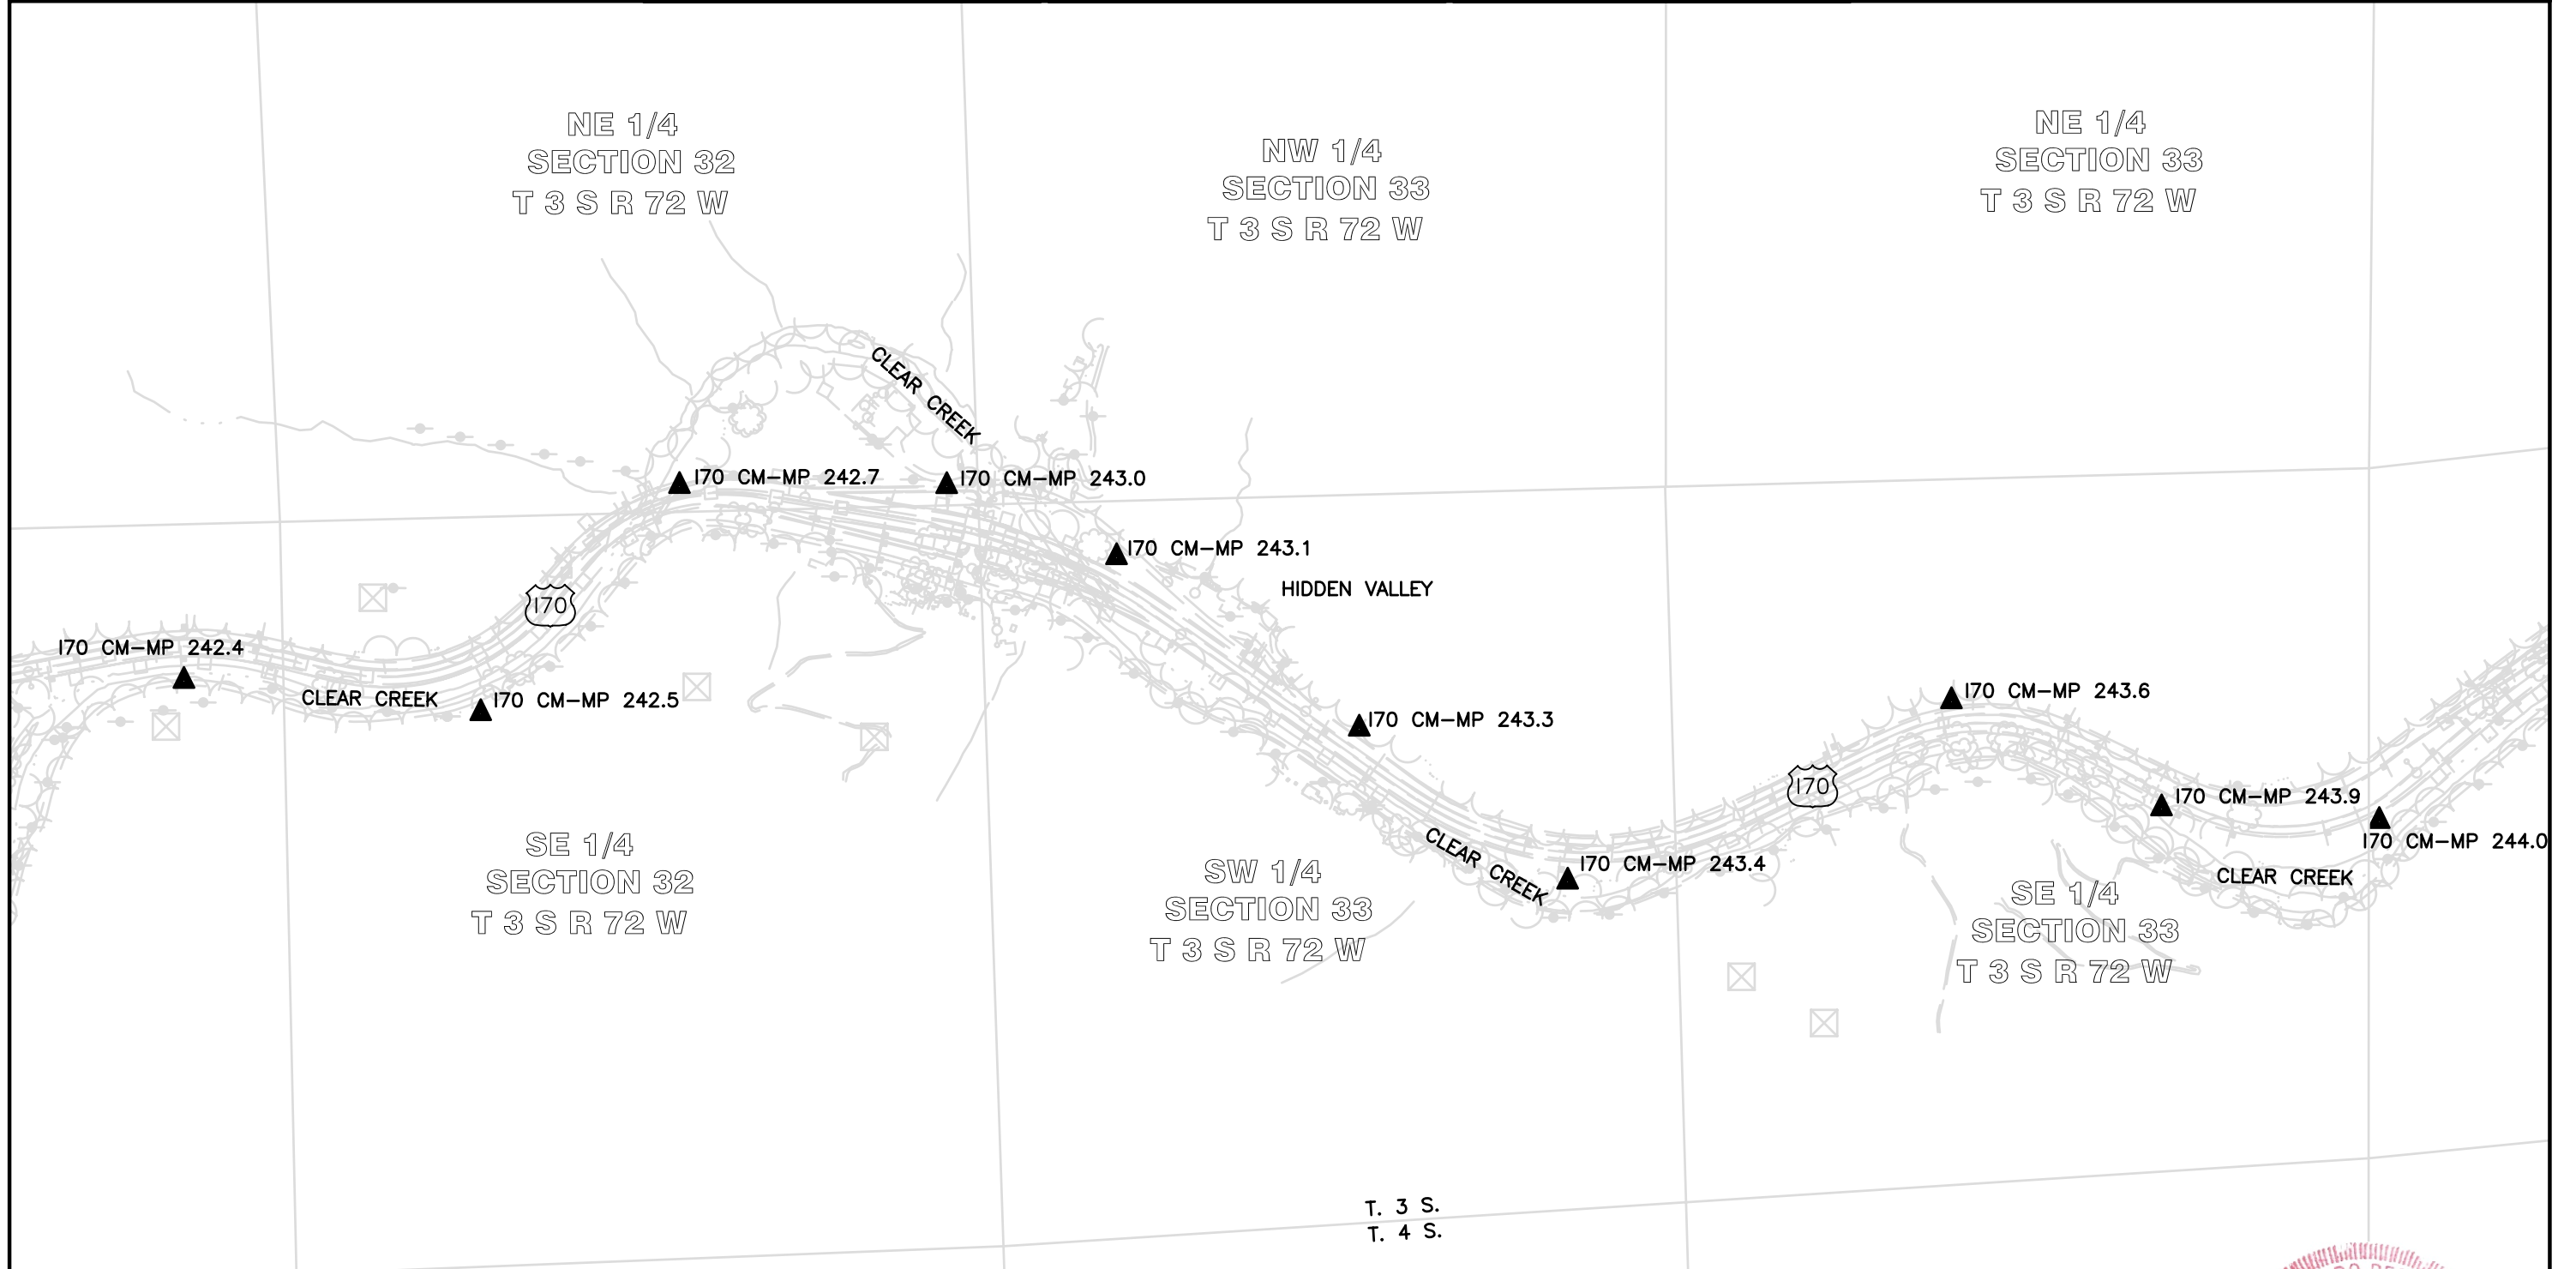 NE 1/4
SECTION 32
T 3 S R 72 W
NW 1/4
SECTION 33
T 3 S R 72 W
NE 1/4
SECTION 33
T 3 S R 72 W
CLEAR CREEK
I70 CM-MP 242.7
I70 CM-MP 243.0
I70 CM-MP 243.1
HIDDEN VALLEY
I70
I70 CM-MP 242.4
CLEAR CREEK
I70 CM-MP 242.5
I70 CM-MP 243.3
I70 CM-MP 243.6
I70
I70 CM-MP 243.9
I70 CM-MP 244.0
CLEAR CREEK
I70 CM-MP 243.4
CLEAR CREEK
SE 1/4
SECTION 32
T 3 S R 72 W
SW 1/4
SECTION 33
T 3 S R 72 W
SE 1/4
SECTION 33
T 3 S R 72 W
T. 3 S.
T. 4 S.